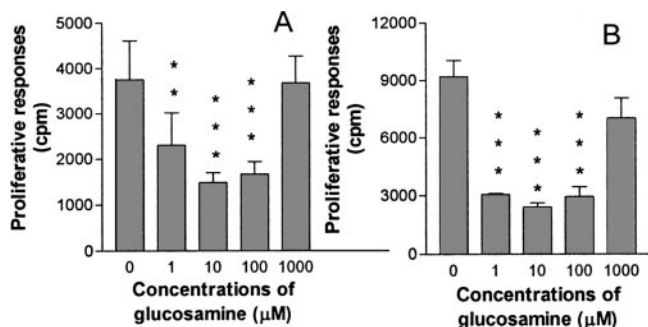 A
Proliferative responses
(cpm)
5000
4000
3000
2000
1000
0
* *
* * *
* * *
0 1 10 100 1000
Concentrations of
glucosamine (μM)
B
Proliferative responses
(cpm)
12000
9000
6000
3000
0
* * *
* * *
* * *
0 1 10 100 1000
Concentrations of
glucosamine (μM)